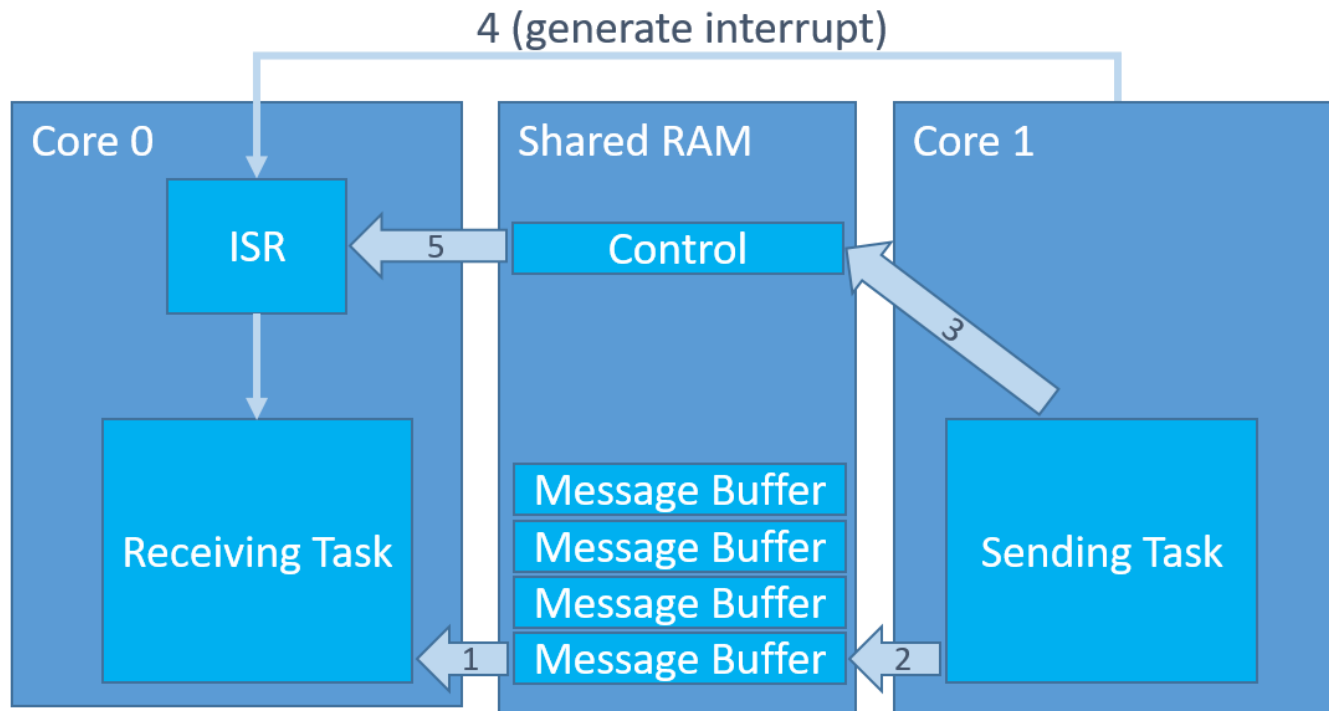 4 (generate interrupt)
Core 0
Shared RAM
Core 1
ISR
5
Control
3
Receiving Task
Message Buffer
Message Buffer
Message Buffer
Message Buffer
Sending Task
1
2